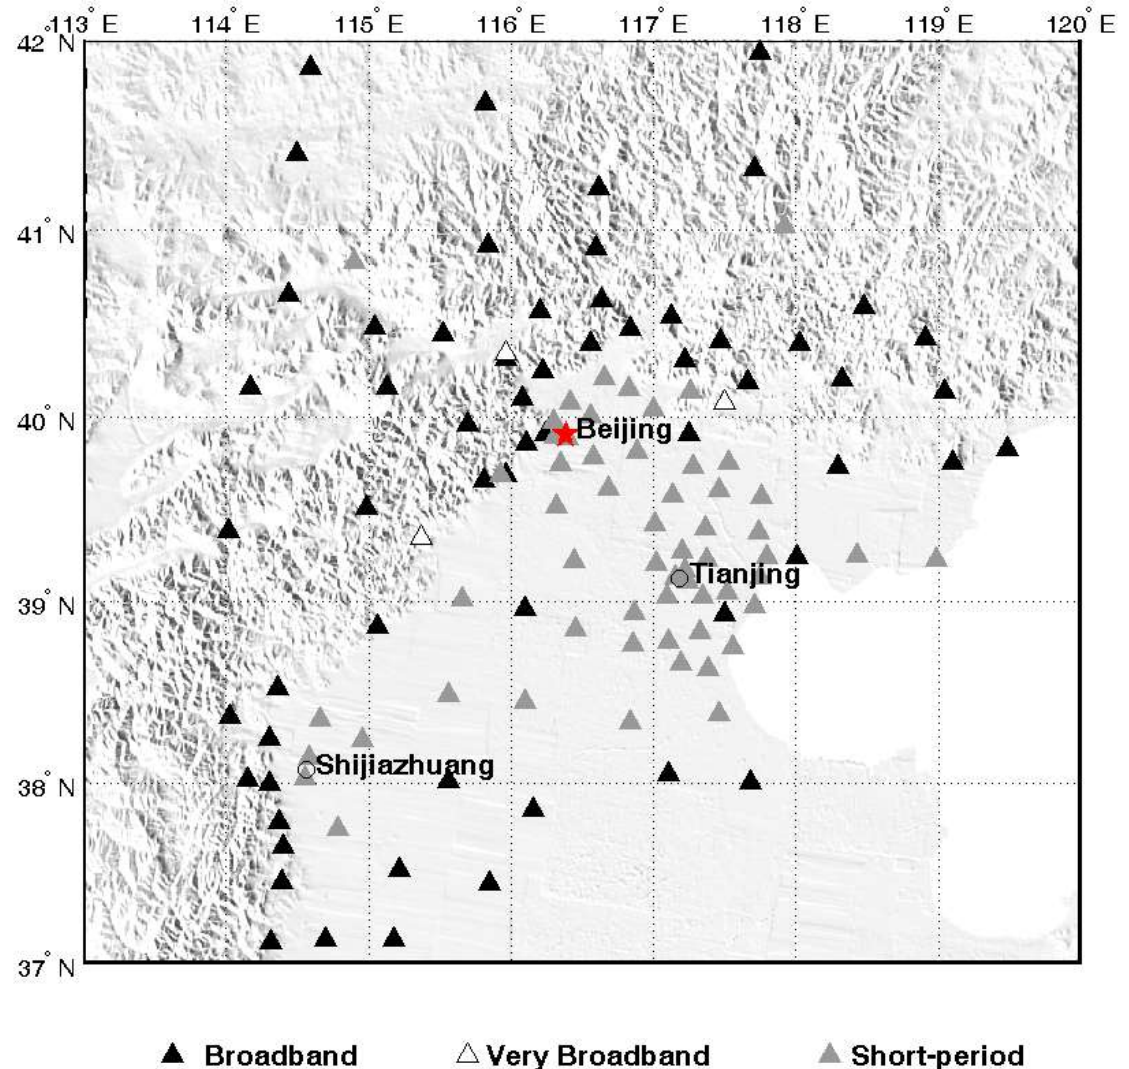 113° E 114° E 115° E 116° E 117° E 118° E 119° E 120° E
42° N
41° N
40° N
Beijing
39° N
Tianjing
38° N
Shijiazhuang
37° N
Broadband Very Broadband Short-period